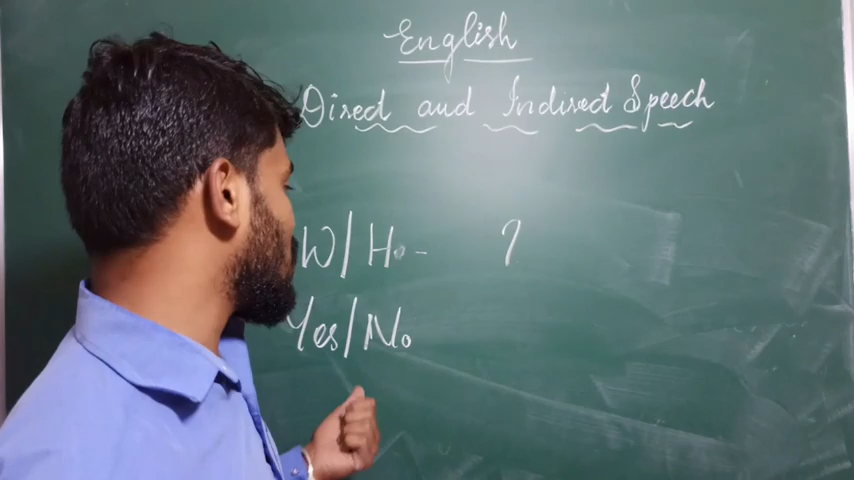 English
Direct and Indirect Speech
W/H - ?
Yes/No